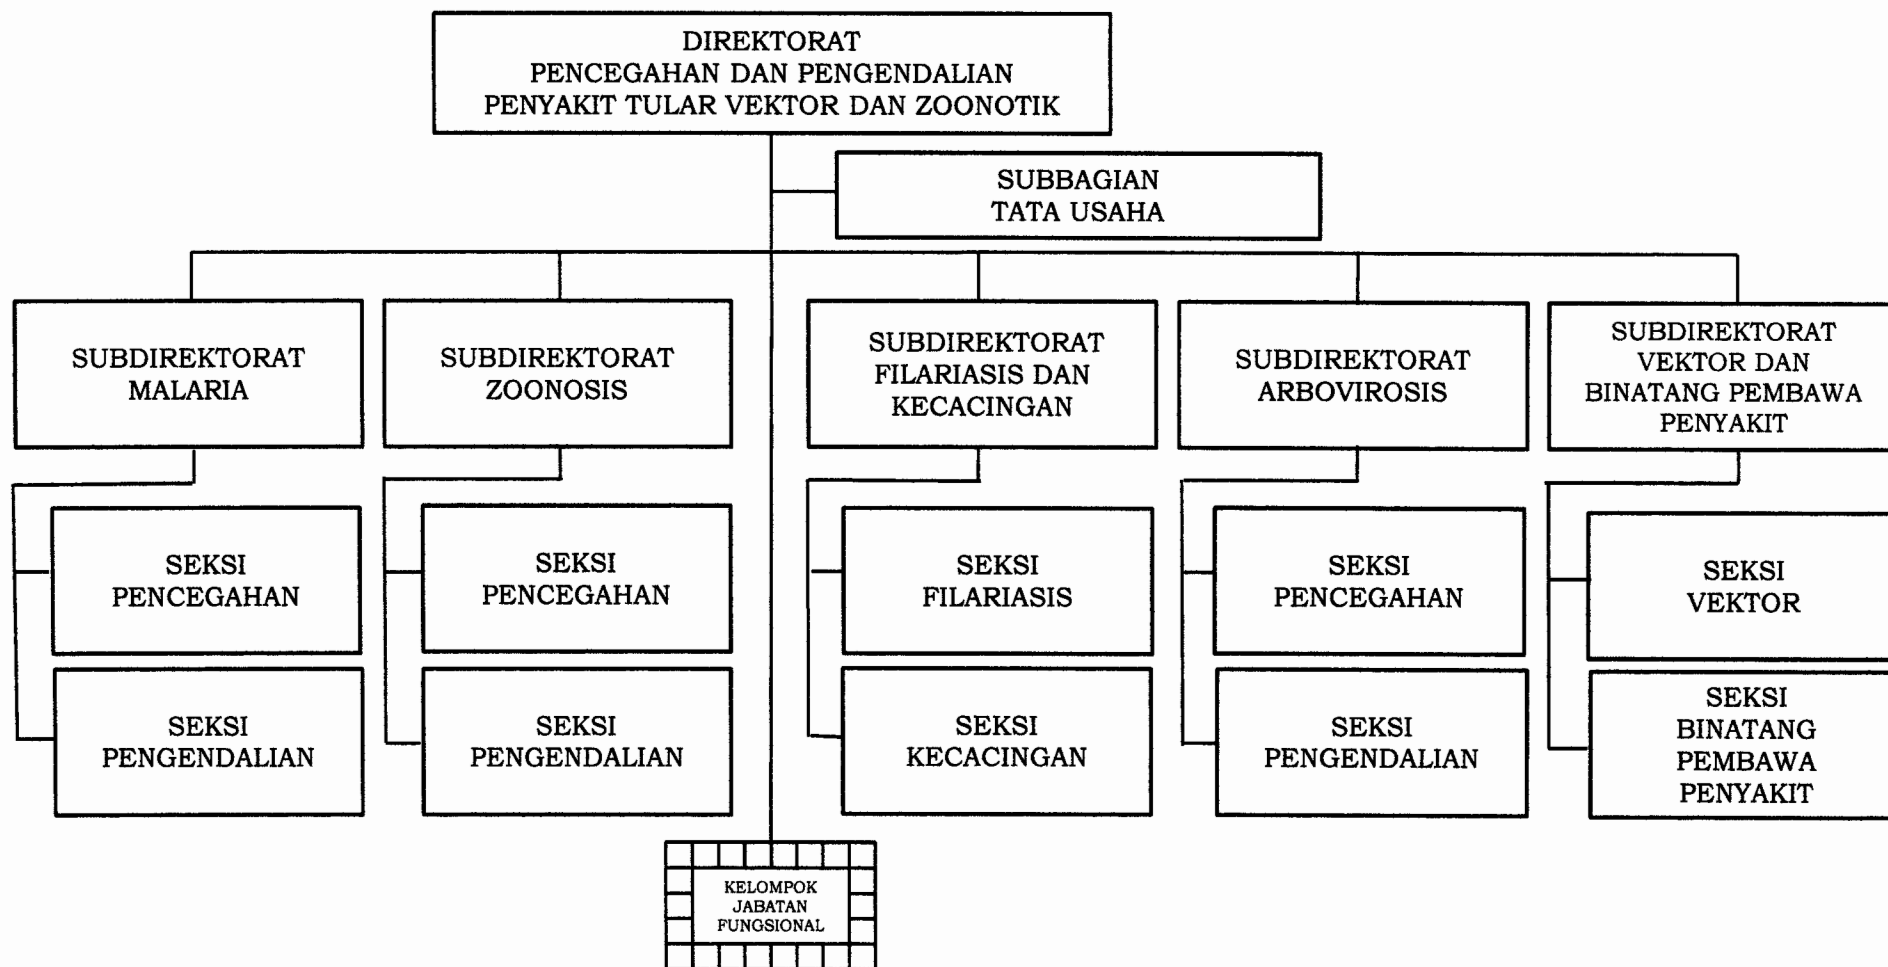 DIREKTORAT
PENCEGAHAN DAN PENGENDALIAN
PENYAKIT TULAR VEKTOR DAN ZOONOTIK
SUBBAGIAN
TATA USAHA
SUBDIREKTORAT
MALARIA
SUBDIREKTORAT
ZOONOSIS
SUBDIREKTORAT
FILARIASIS DAN
KECACINGAN
SUBDIREKTORAT
ARBOVIROSIS
SUBDIREKTORAT
VEKTOR DAN
BINATANG PEMBAWA
PENYAKIT
SEKSI
PENCEGAHAN
SEKSI
PENCEGAHAN
SEKSI
FILARIASIS
SEKSI
PENCEGAHAN
SEKSI
VEKTOR
SEKSI
PENGENDALIAN
SEKSI
PENGENDALIAN
SEKSI
KECACINGAN
SEKSI
PENGENDALIAN
SEKSI
BINATANG
PEMBAWA
PENYAKIT
KELOMPOK
JABATAN
FUNGSIONAL